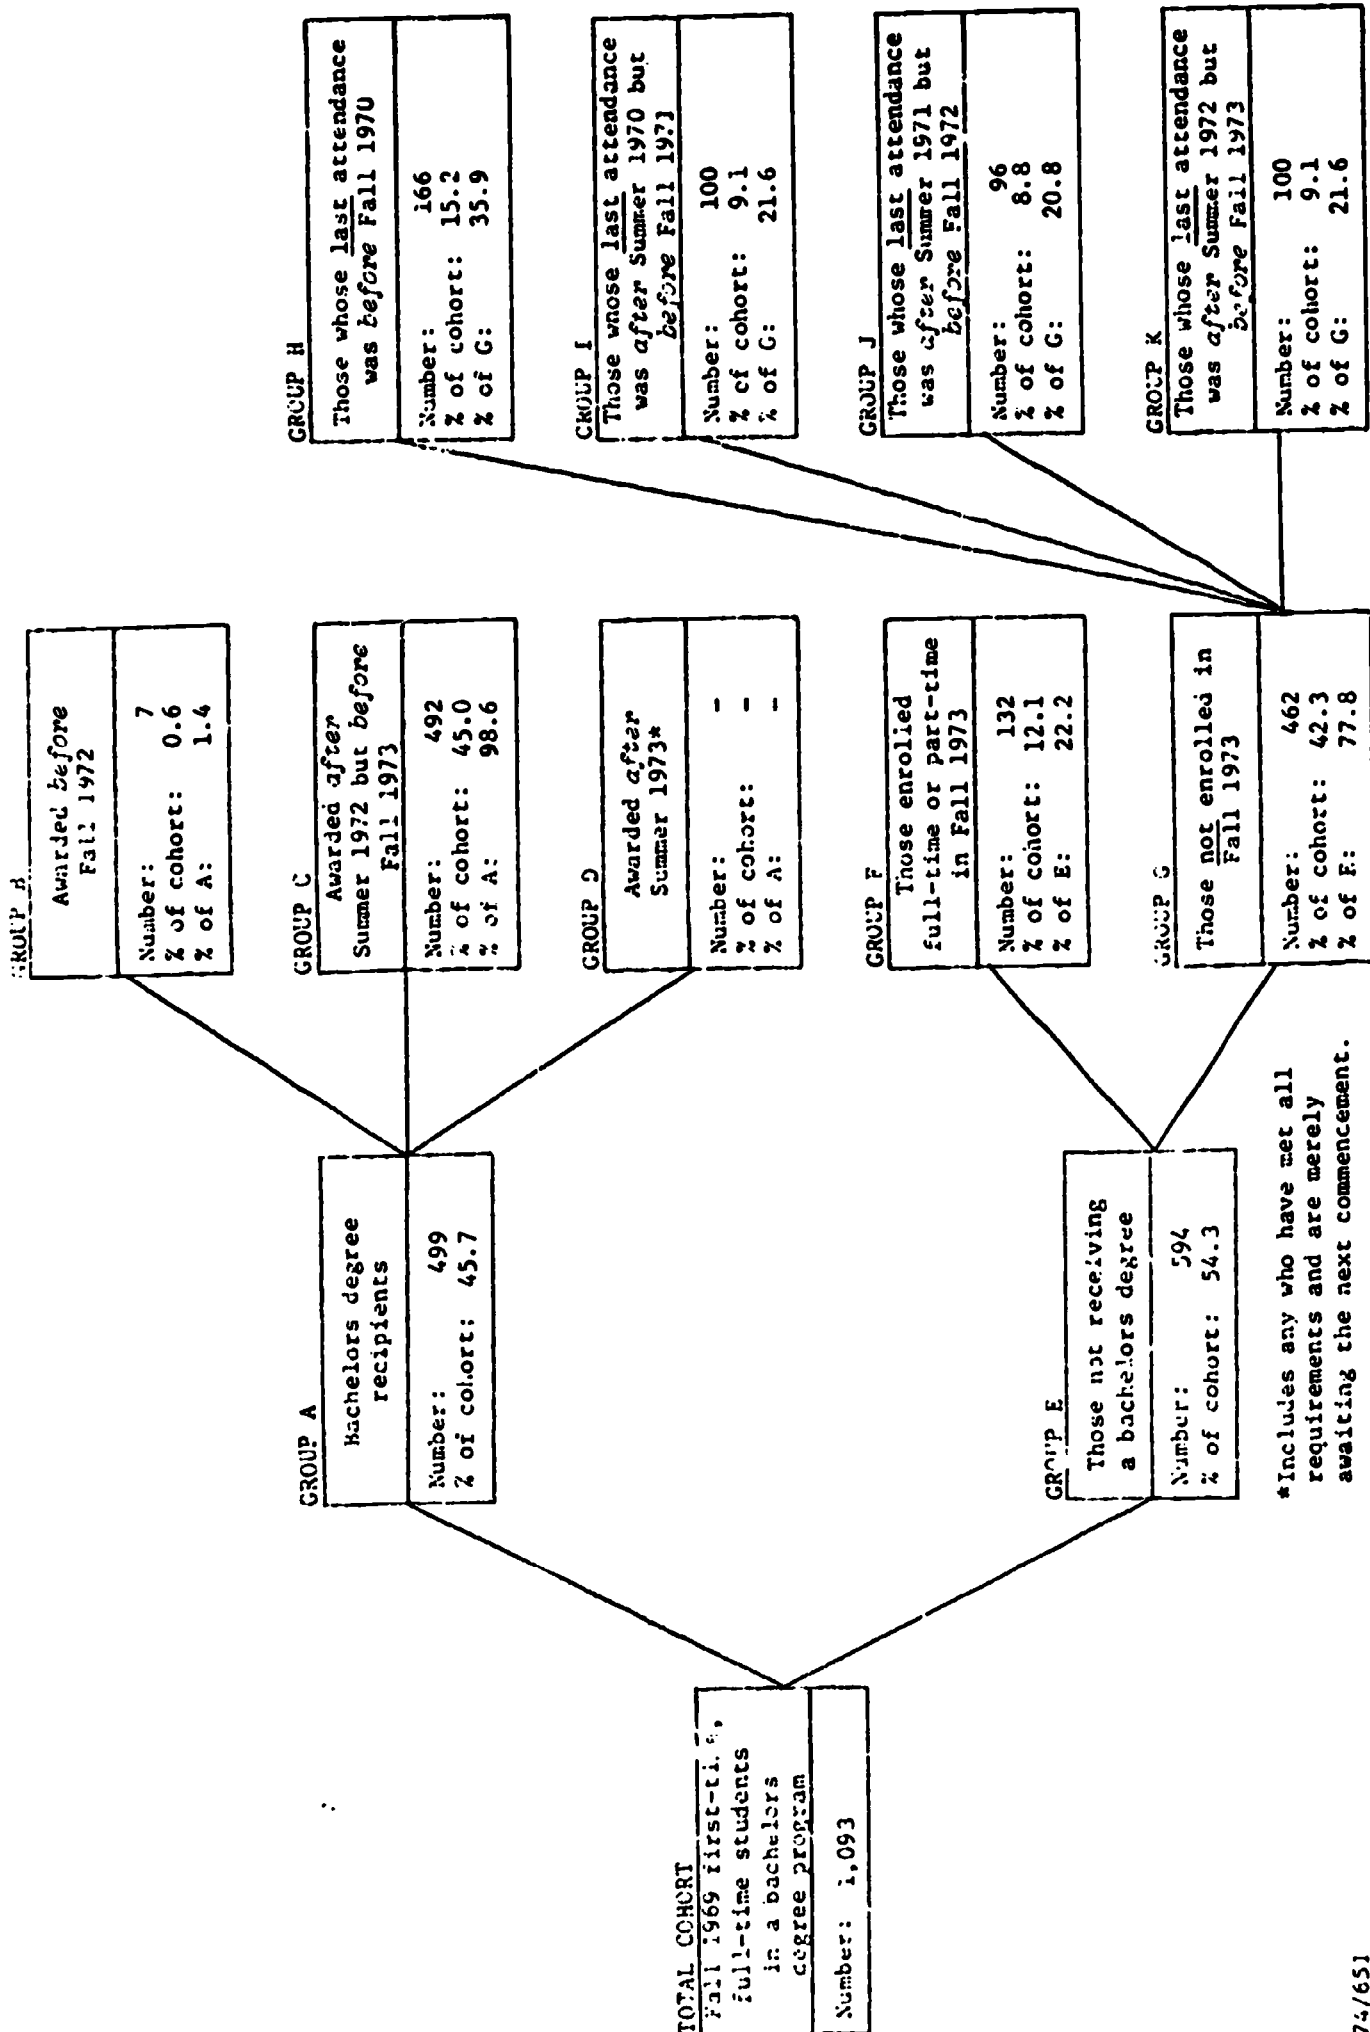 TOTAL COHORT
Fall 1969 first-time,
full-time students
in a bachelors
degree program
Number: 1,093
GROUP A
Bachelors degree
recipients
Number: 499
% of cohort: 45.7
GROUP E
Those not receiving
a bachelors degree
Number: 594
% of cohort: 54.3
*Includes any who have met all
requirements and are merely
awaiting the next commencement.
GROUP B
Awarded before
Fall 1972
Number: 7
% of cohort: 0.6
% of A: 1.4
GROUP C
Awarded after
Summer 1972 but before
Fall 1973
Number: 492
% of cohort: 45.0
% of A: 98.6
GROUP D
Awarded after
Summer 1973*
Number: -
% of cohort: -
% of A: -
GROUP F
Those enrolled
full-time or part-time
in Fall 1973
Number: 132
% of cohort: 12.1
% of E: 22.2
GROUP G
Those not enrolled in
Fall 1973
Number: 462
% of cohort: 42.3
% of E: 77.8
GROUP H
Those whose last attendance
was before Fall 1970
Number: 166
% of cohort: 15.2
% of G: 35.9
GROUP I
Those whose last attendance
was after Summer 1970 but
before Fall 1971
Number: 100
% of cohort: 9.1
% of G: 21.6
GROUP J
Those whose last attendance
was after Summer 1971 but
before Fall 1972
Number: 96
% of cohort: 8.8
% of G: 20.8
GROUP K
Those whose last attendance
was after Summer 1972 but
before Fall 1973
Number: 100
% of cohort: 9.1
% of G: 21.6
74/651